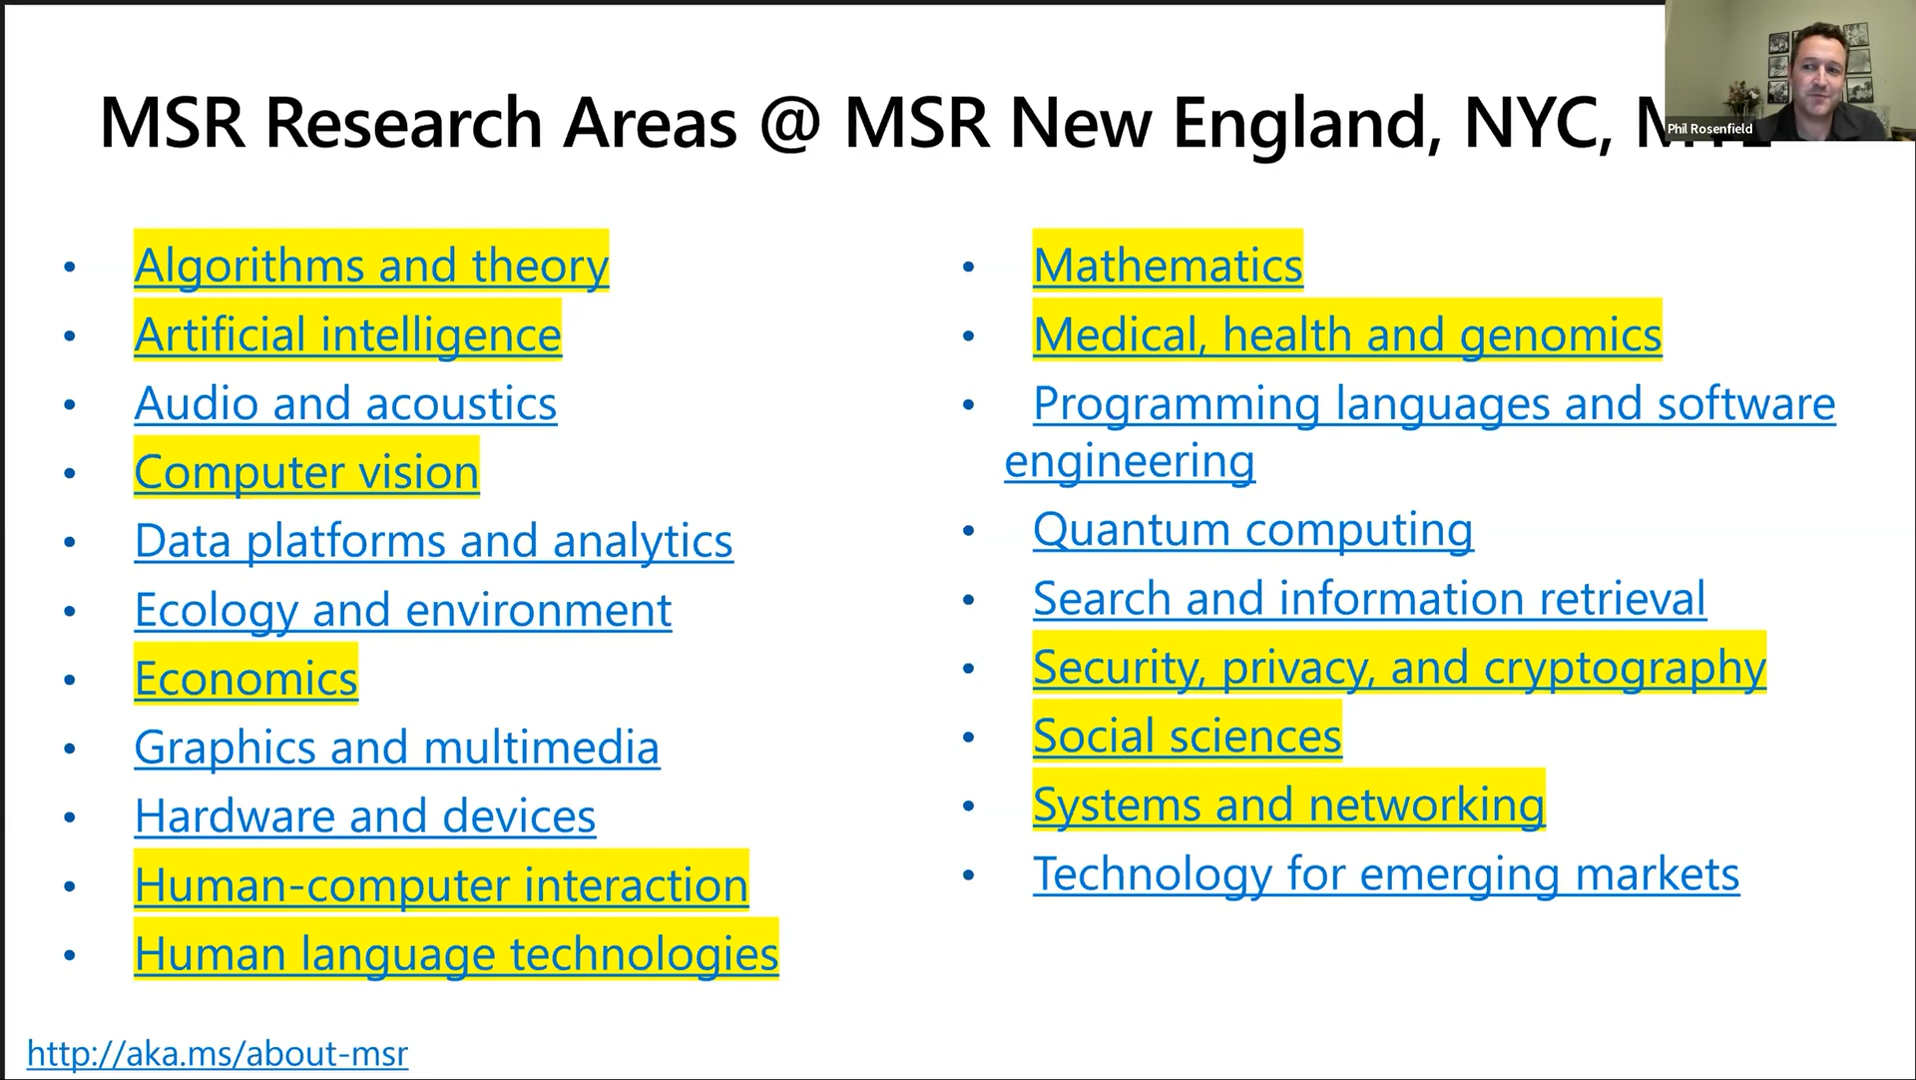 MSR Research Areas @ MSR New England, NYC,
Phil Rosenfield
• Algorithms and theory
• Artificial intelligence
• Audio and acoustics
• Computer vision
• Data platforms and analytics
• Ecology and environment
• Economics
• Graphics and multimedia
• Hardware and devices
• Human-computer interaction
• Human language technologies
• Mathematics
• Medical, health and genomics
• Programming languages and software
engineering
• Quantum computing
• Search and information retrieval
• Security, privacy, and cryptography
• Social sciences
• Systems and networking
• Technology for emerging markets
http://aka.ms/about-msr